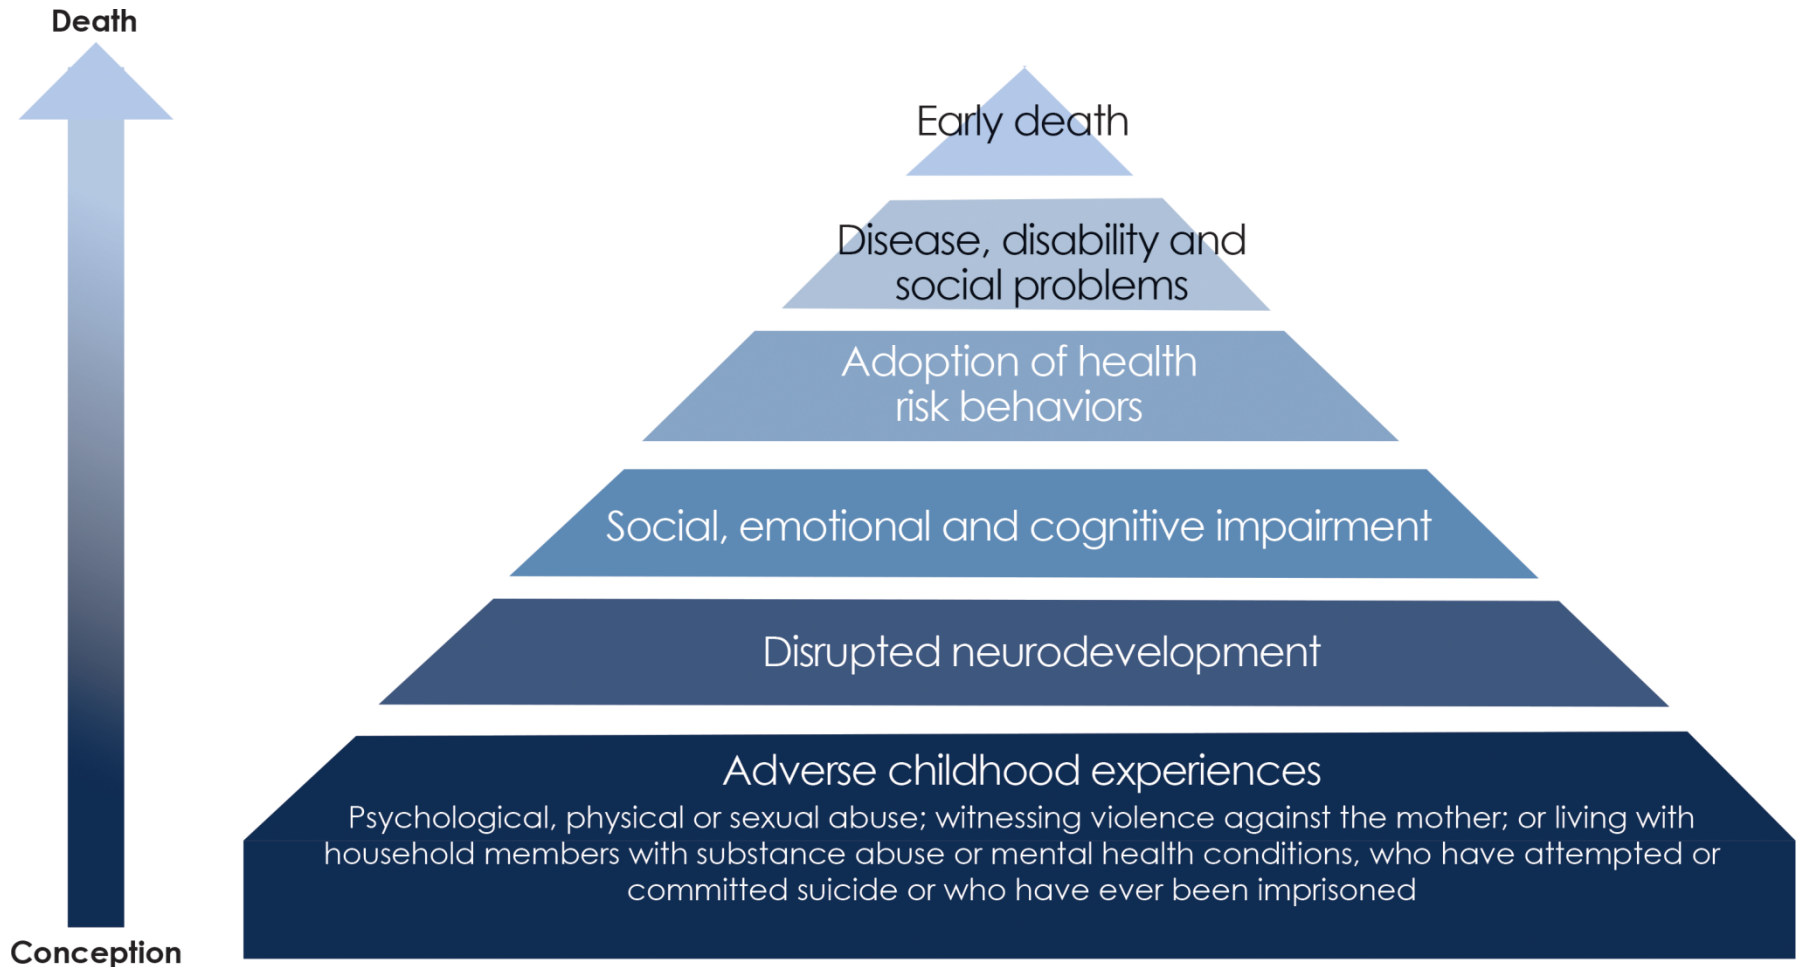 Death
Early death
Disease, disability and
social problems
Adoption of health
risk behaviors
Social, emotional and cognitive impairment
Disrupted neurodevelopment
Adverse childhood experiences
Psychological, physical or sexual abuse; witnessing violence against the mother; or living with
household members with substance abuse or mental health conditions, who have attempted or
committed suicide or who have ever been imprisoned
Conception